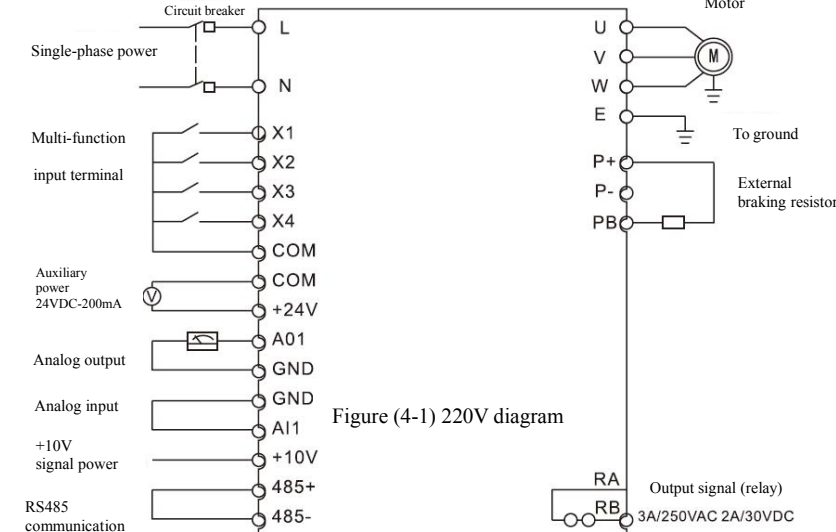 Circuit breaker
Motor
L
U
Single-phase power
V
M
N
W
E
X1
Multi-function
To ground
X2
P+
input terminal
X3
P-
External
braking resistor
X4
PB
COM
Auxiliary
power
24VDC-200mA
COM
V
+24V
A01
Analog output
GND
GND
Analog input
Figure (4-1) 220V diagram
AI1
+10V
signal power
+10V
RA
485+
Output signal (relay)
RS485
communication
RB
485-
3A/250VAC 2A/30VDC